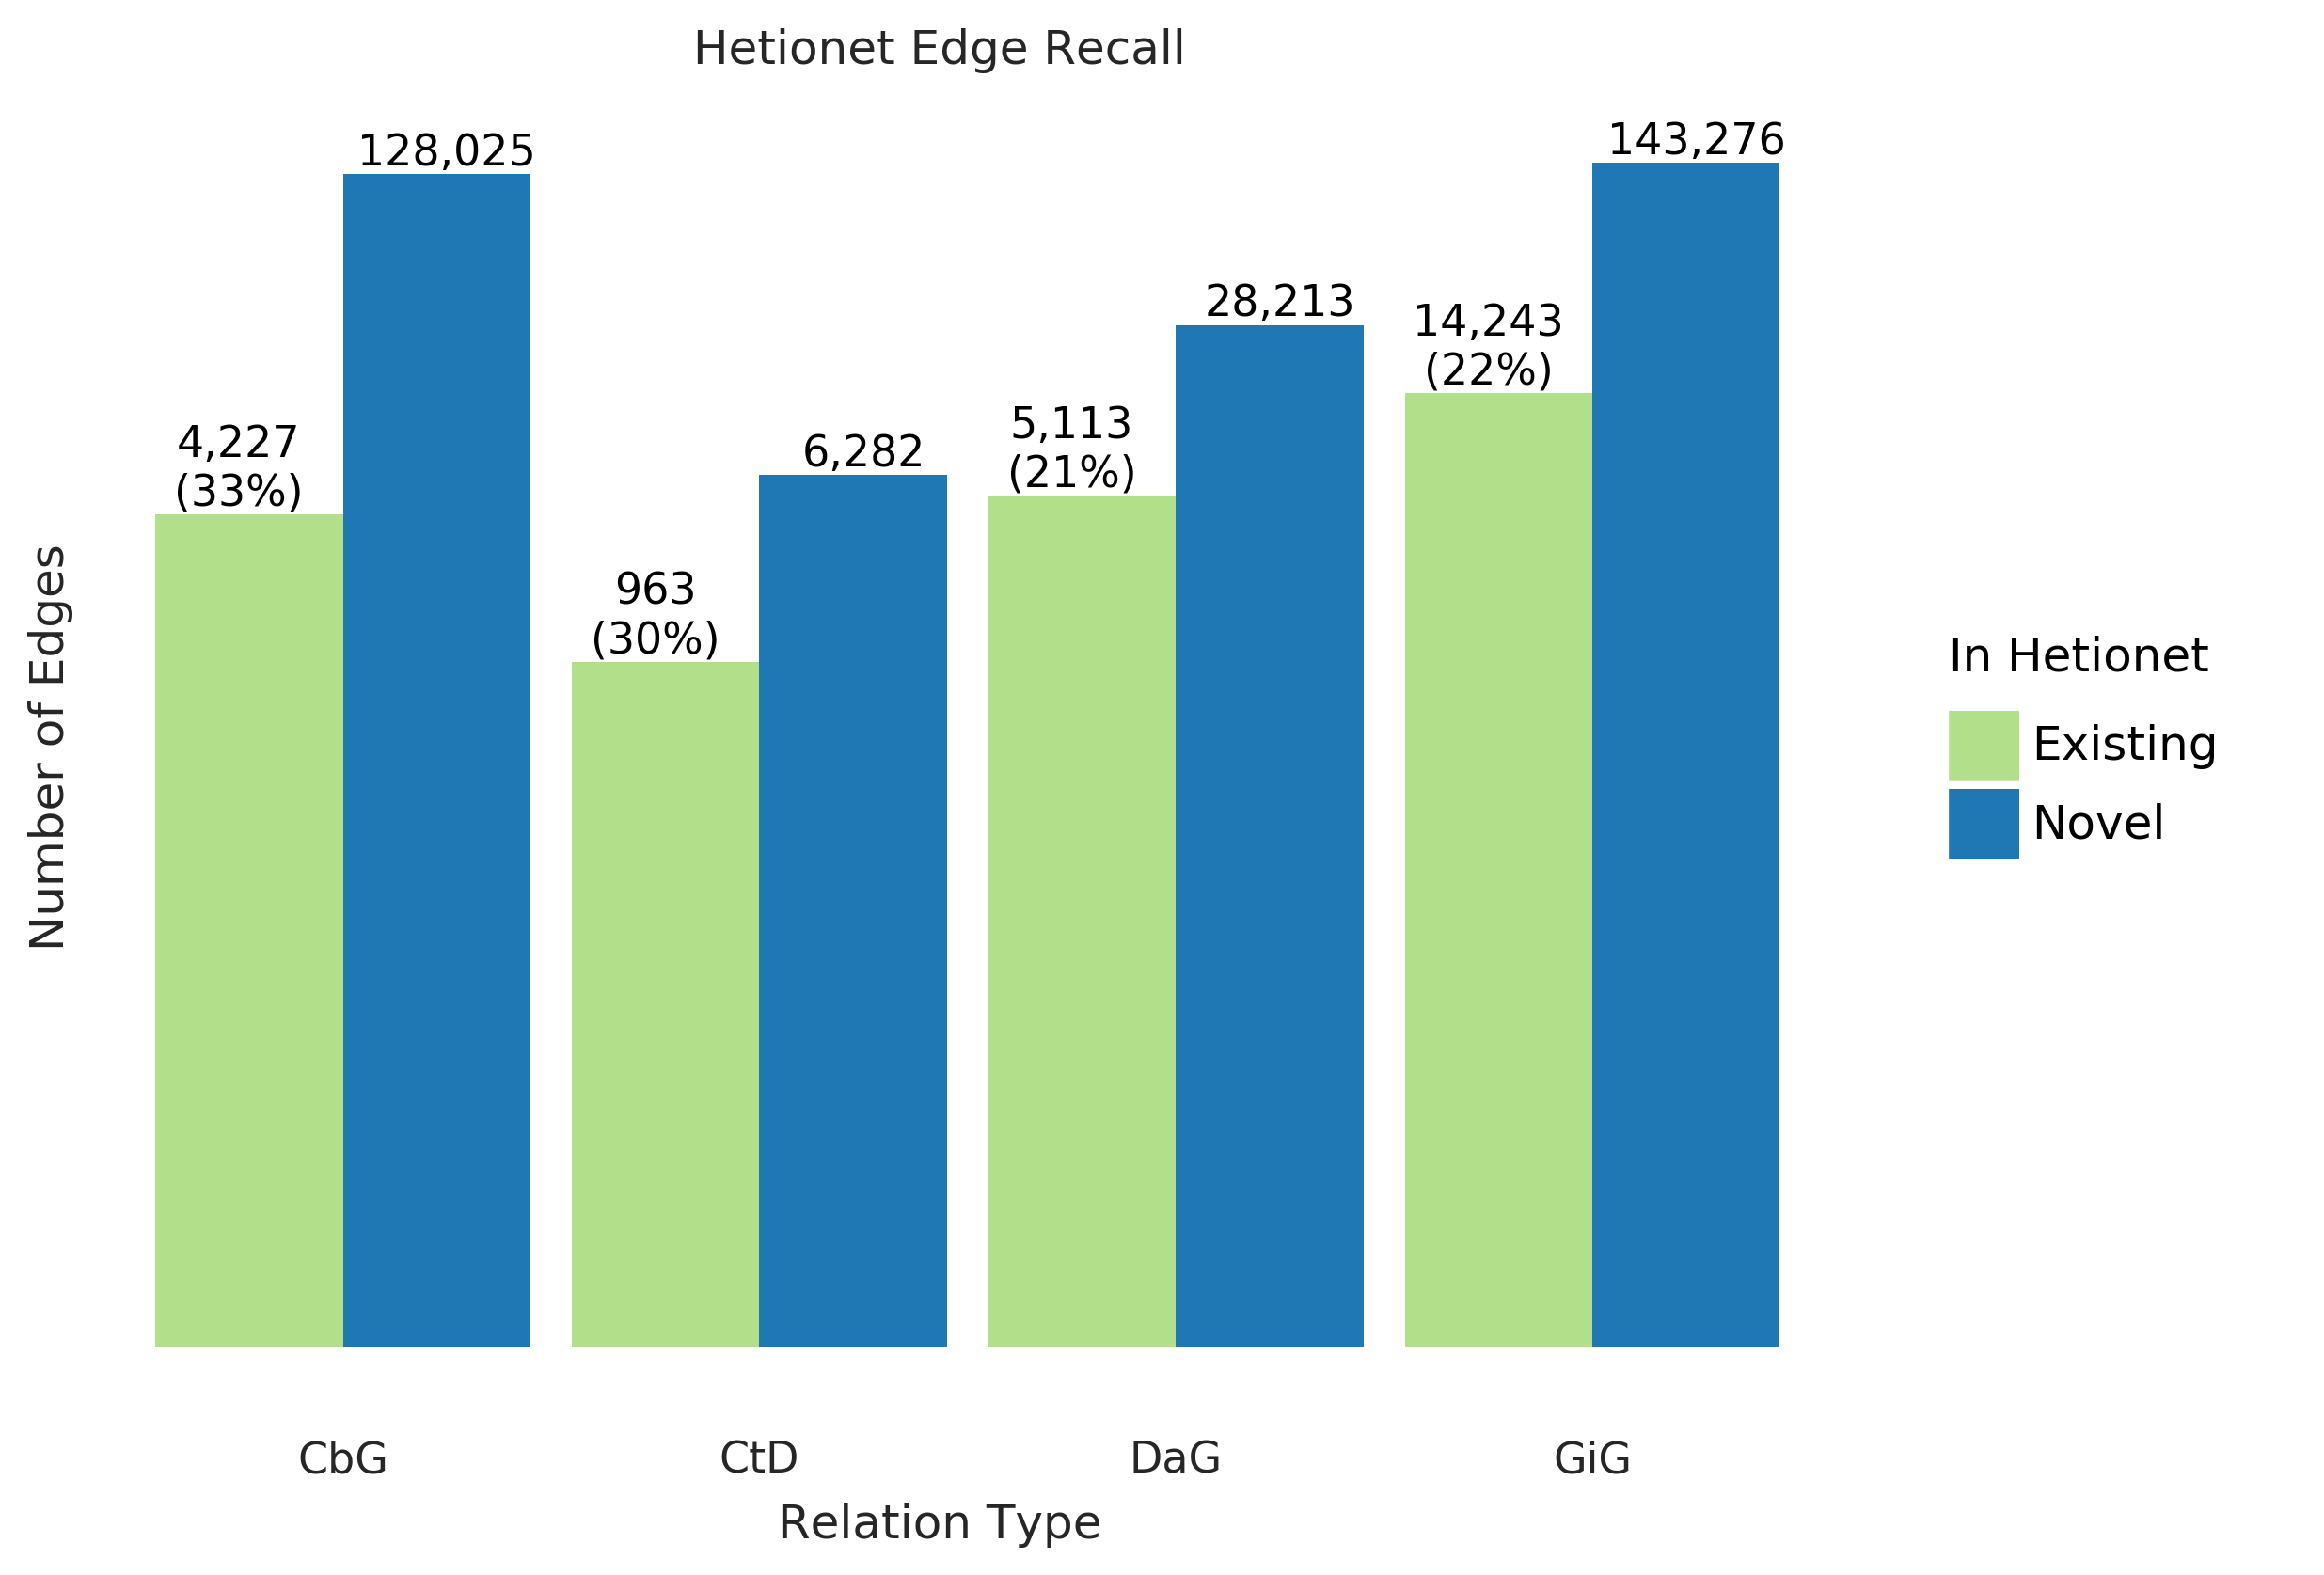 Hetionet Edge Recall
Number of Edges
4,227
(33%)
128,025
963
(30%)
6,282
5,113
(21%)
28,213
14,243
(22%)
143,276
CbG
CtD
DaG
GiG
Relation Type
In Hetionet
Existing
Novel